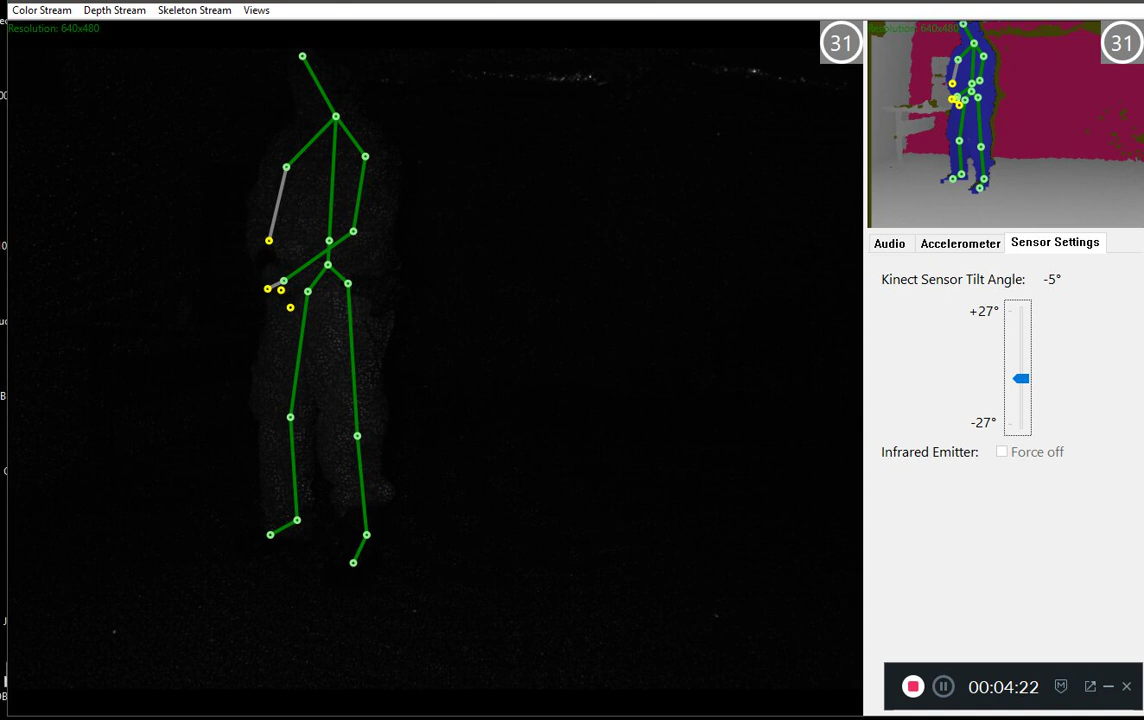 Color Stream Depth Stream Skeleton Stream Views
Resolution: 640x480
31
Resolution: 640x480
31
Audio Accelerometer Sensor Settings
Kinect Sensor Tilt Angle: -5°
+27°
-27°
Infrared Emitter: Force off
00:04:22